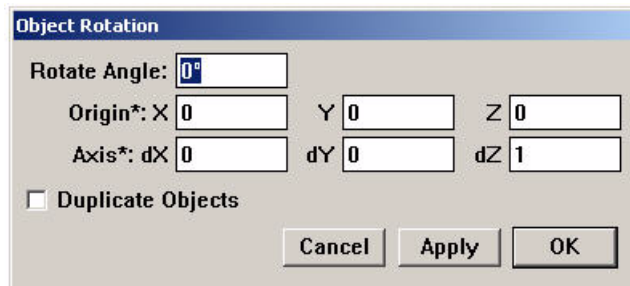 Object Rotation
Rotate Angle: 0°
Origin*: X 0 Y 0 Z 0
Axis*: dX 0 dY 0 dZ 1
Duplicate Objects
Cancel Apply OK